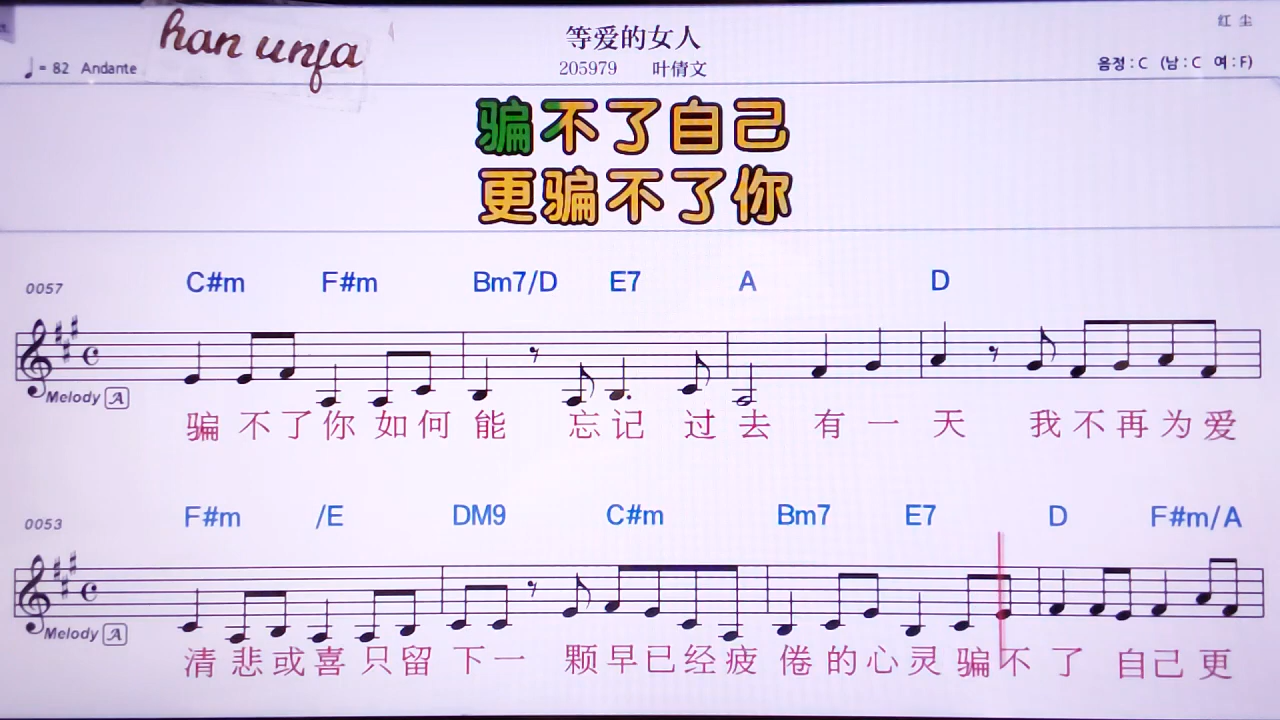 han unja
等爱的女人
红 尘
♩= 82 Andante
205979 叶倩文
음정 : C (남 : C 여 : F)
骗不了自己
更骗不了你
0057
C#m F#m Bm7/D E7 A D
Melody A
骗 不 了 你 如 何 能 忘 记 过 去 有 一 天 我 不 再 为 爱
0053
F#m /E DM9 C#m Bm7 E7 D F#m/A
Melody A
清 悲 或 喜 只 留 下 一 颗 早 已 经 疲 倦 的 心 灵 骗 不 了 自 己 更